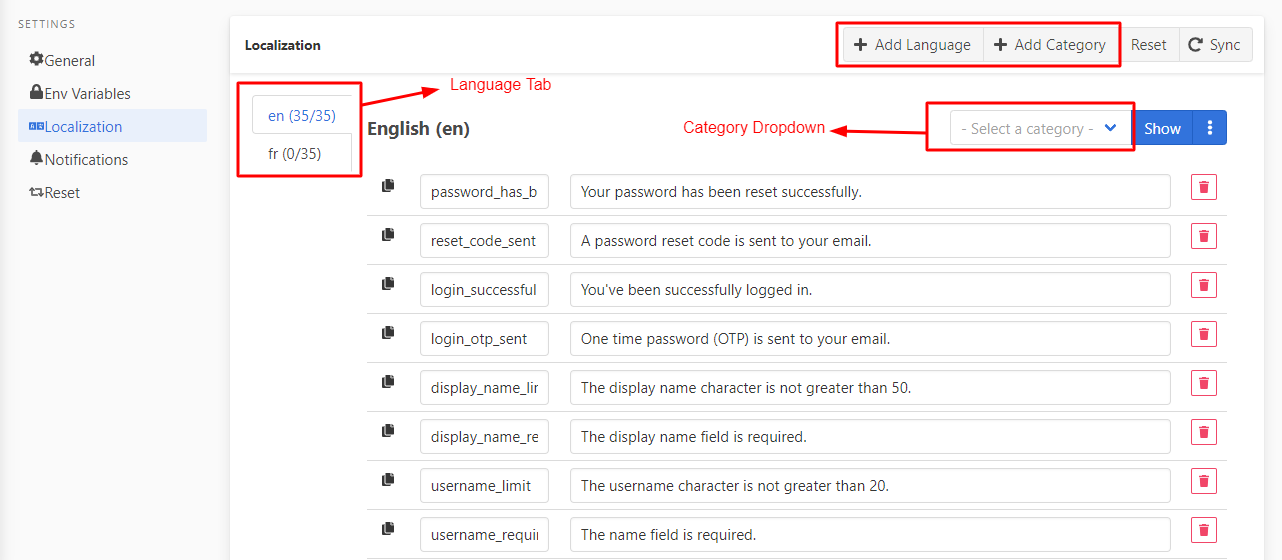 SETTINGS
General
Env Variables
Localization
Notifications
Reset
Localization
+ Add Language + Add Category Reset Sync
Language Tab
en (35/35)
fr (0/35)
English (en)
Category Dropdown
- Select a category -
Show
password_has_b Your password has been reset successfully.
reset_code_sent A password reset code is sent to your email.
login_successful You've been successfully logged in.
login_otp_sent One time password (OTP) is sent to your email.
display_name_lir The display name character is not greater than 50.
display_name_re The display name field is required.
username_limit The username character is not greater than 20.
username_requir The name field is required.